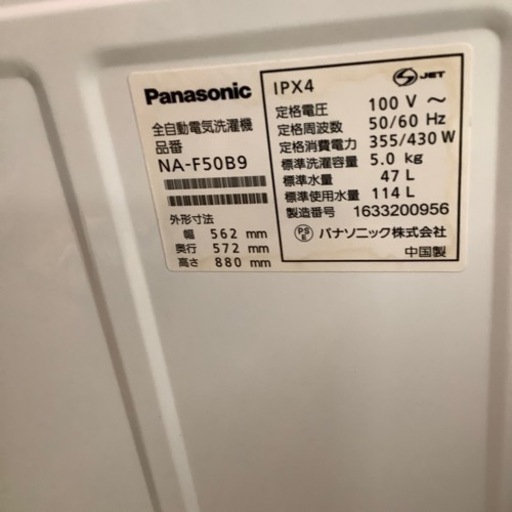 Panasonic
全自動電気洗濯機
品番
NA-F50B9
外形寸法
幅 562 mm
奥行 572 mm
高さ 880 mm
IPX4
S JET
定格電圧 100 V ～
定格周波数 50/60 Hz
定格消費電力 355/430 W
標準洗濯容量 5.0 kg
標準水量 47 L
標準使用水量 114 L
製造番号 1633200956
PSE パナソニック株式会社
中国製